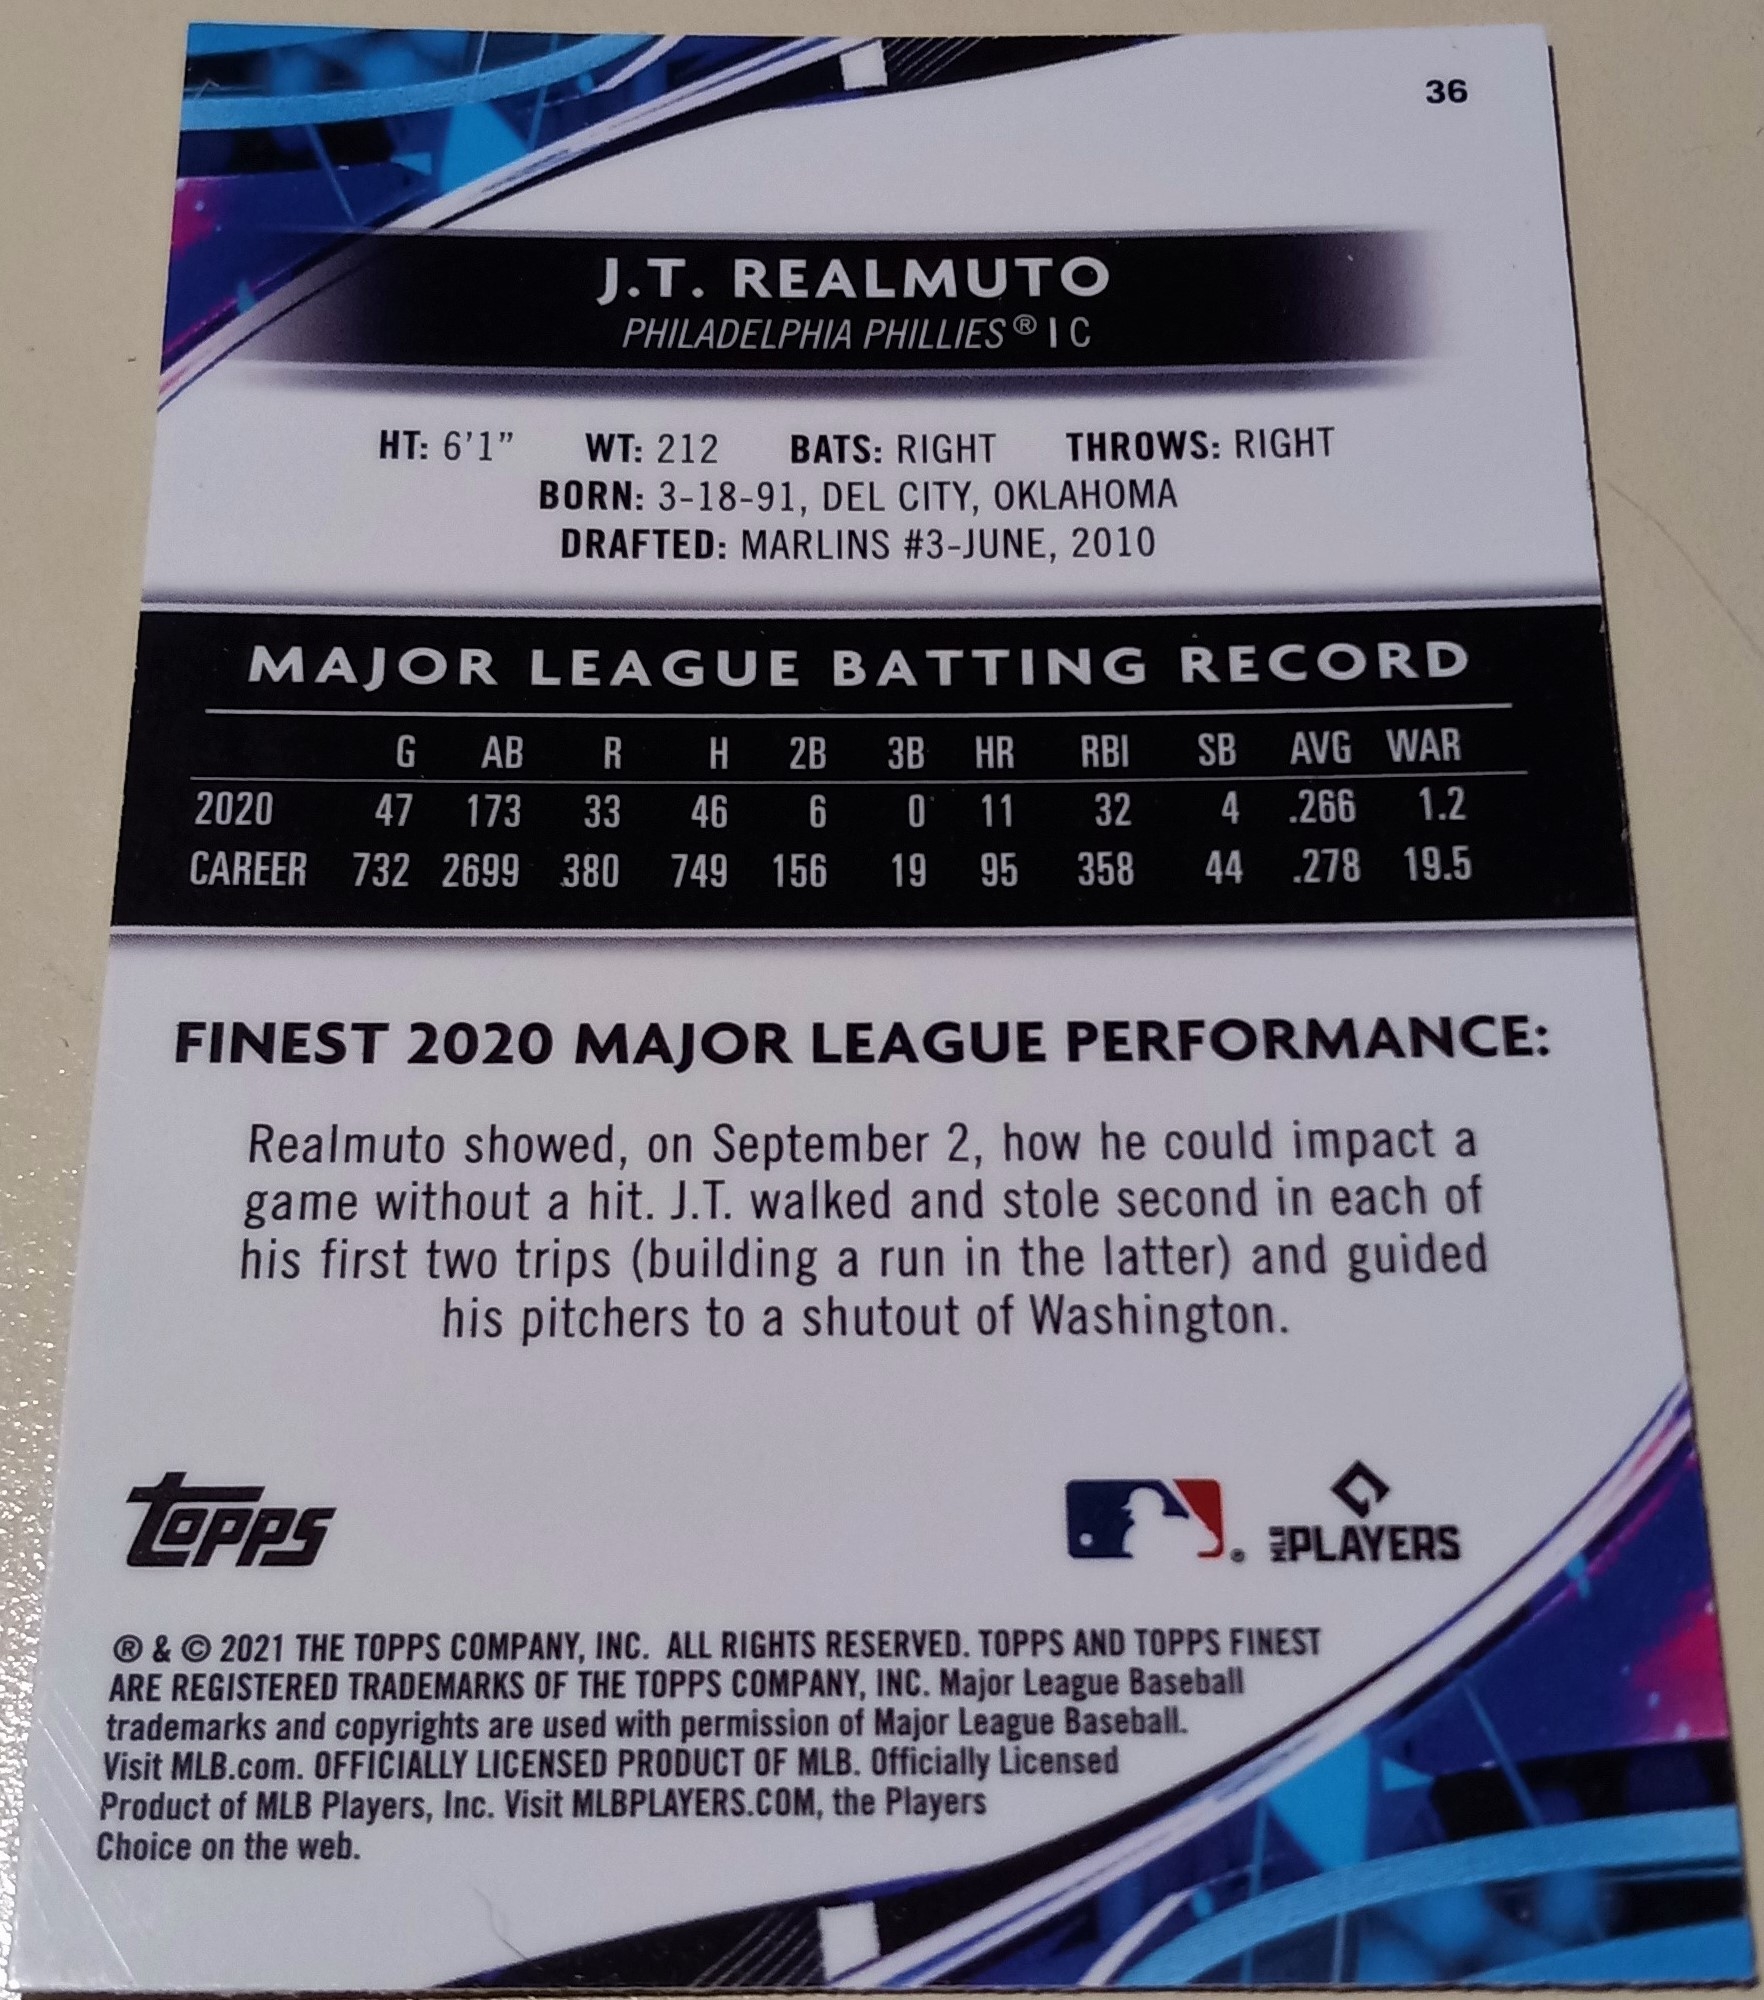 36
J.T. REALMUTO
PHILADELPHIA PHILLIES® | C
HT: 6'1" WT: 212 BATS: RIGHT THROWS: RIGHT
BORN: 3-18-91, DEL CITY, OKLAHOMA
DRAFTED: MARLINS #3-JUNE, 2010
MAJOR LEAGUE BATTING RECORD
G AB R H 2B 3B HR RBI SB AVG WAR
2020 47 173 33 46 6 0 11 32 4 .266 1.2
CAREER 732 2699 380 749 156 19 95 358 44 .278 19.5
FINEST 2020 MAJOR LEAGUE PERFORMANCE:
Realmuto showed, on September 2, how he could impact a
game without a hit. J.T. walked and stole second in each of
his first two trips (building a run in the latter) and guided
his pitchers to a shutout of Washington.
Topps
® MLB PLAYERS
® & © 2021 THE TOPPS COMPANY, INC. ALL RIGHTS RESERVED. TOPPS AND TOPPS FINEST
ARE REGISTERED TRADEMARKS OF THE TOPPS COMPANY, INC. Major League Baseball
trademarks and copyrights are used with permission of Major League Baseball.
Visit MLB.com. OFFICIALLY LICENSED PRODUCT OF MLB. Officially Licensed
Product of MLB Players, Inc. Visit MLBPLAYERS.COM, the Players
Choice on the web.